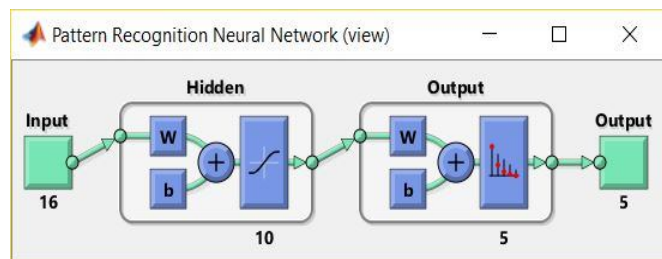 Pattern Recognition Neural Network (view)
Hidden
Output
Input
Output
W
b
W
b
16
10
5
5